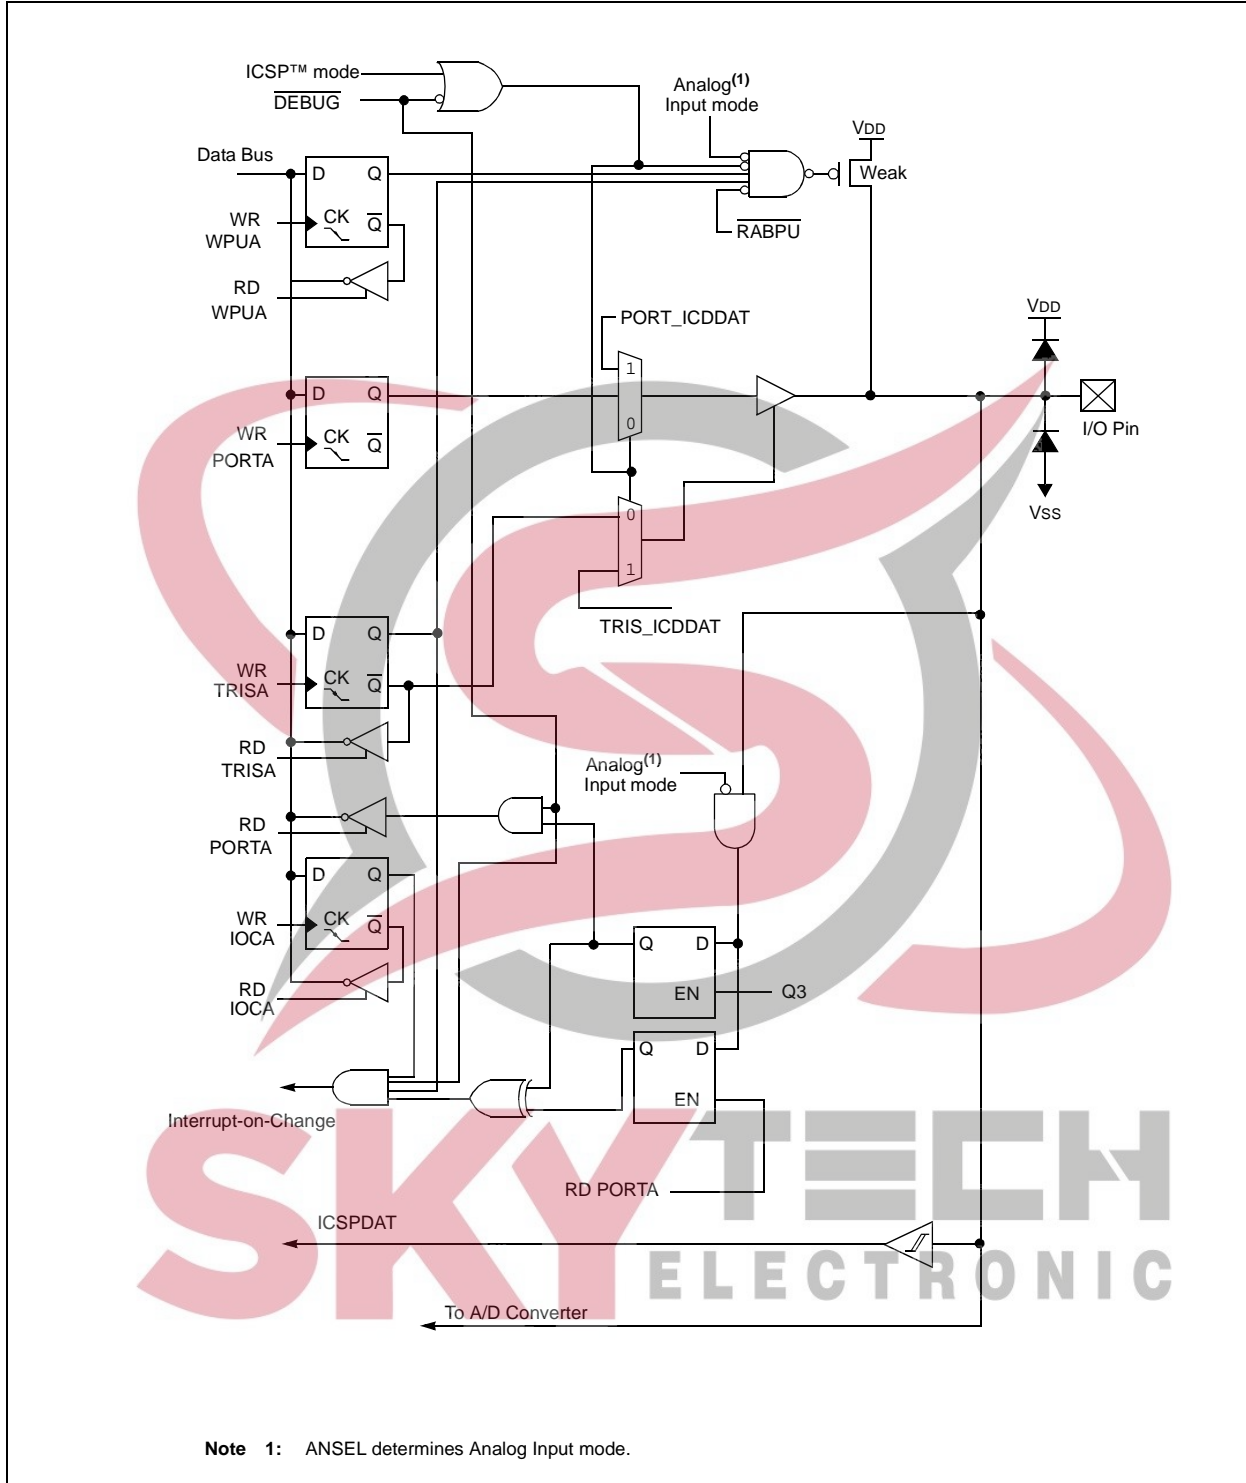 ICSP™ mode
DEBUG
Analog(1)
Input mode
VDD
Weak
Data Bus
D Q
CK Q
WR
WPUA
RABPU
RD
WPUA
PORT_ICDDAT
VDD
1
D Q
0
CK Q
WR
PORTA
I/O Pin
0
VSS
1
TRIS_ICDDAT
D Q
CK Q
WR
TRISA
RD
TRISA
Analog(1)
Input mode
RD
PORTA
D Q
CK Q
WR
IOCA
Q D
EN
Q3
RD
IOCA
Q D
EN
Interrupt-on-Change
RD PORTA
SKYTECH
ELECTRONIC
ICSPDAT
To A/D Converter
Note 1: ANSEL determines Analog Input mode.